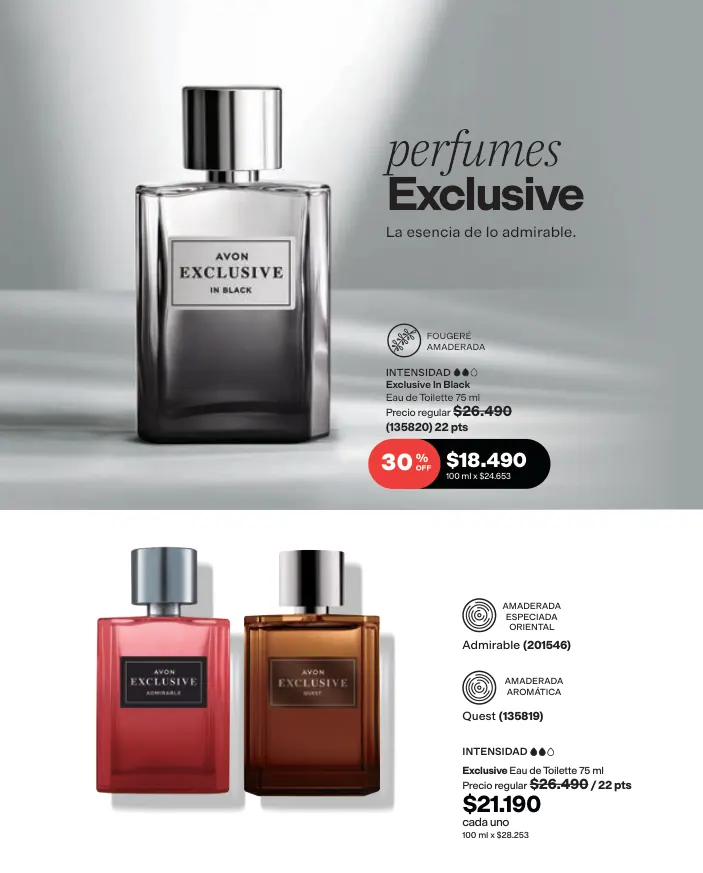 perfumes
Exclusive
La esencia de lo admirable.
AVON
EXCLUSIVE
IN BLACK
FOUGERÉ
AMADERADA
INTENSIDAD
Exclusive In Black
Eau de Toilette 75 ml
Precio regular $26.490
(135820) 22 pts
30 % OFF
$18.490
100 ml x $24.653
AVON
EXCLUSIVE
ADMIRABLE
AVON
EXCLUSIVE
QUEST
AMADERADA
ESPECIADA
ORIENTAL
Admirable (201546)
AMADERADA
AROMÁTICA
Quest (135819)
INTENSIDAD
Exclusive Eau de Toilette 75 ml
Precio regular $26.490 / 22 pts
$21.190
cada uno
100 ml x $28.253